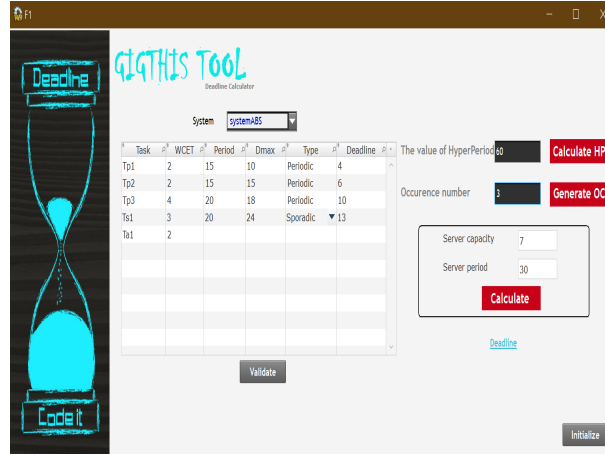 F1
Deadline
GIGTHIS TOOL
Deadline Calculator
System systemABS
Task WCET Period Dmax Type Deadline
Tp1 2 15 10 Periodic 4
Tp2 2 15 15 Periodic 6
Tp3 4 20 18 Periodic 10
Ts1 3 20 24 Sporadic 13
Ta1 2
The value of HyperPeriod 60 Calculate HP
Occurence number 3 Generate OC
Server capacity 7
Server period 30
Calculate
Deadline
Validate
Code it
Initialize